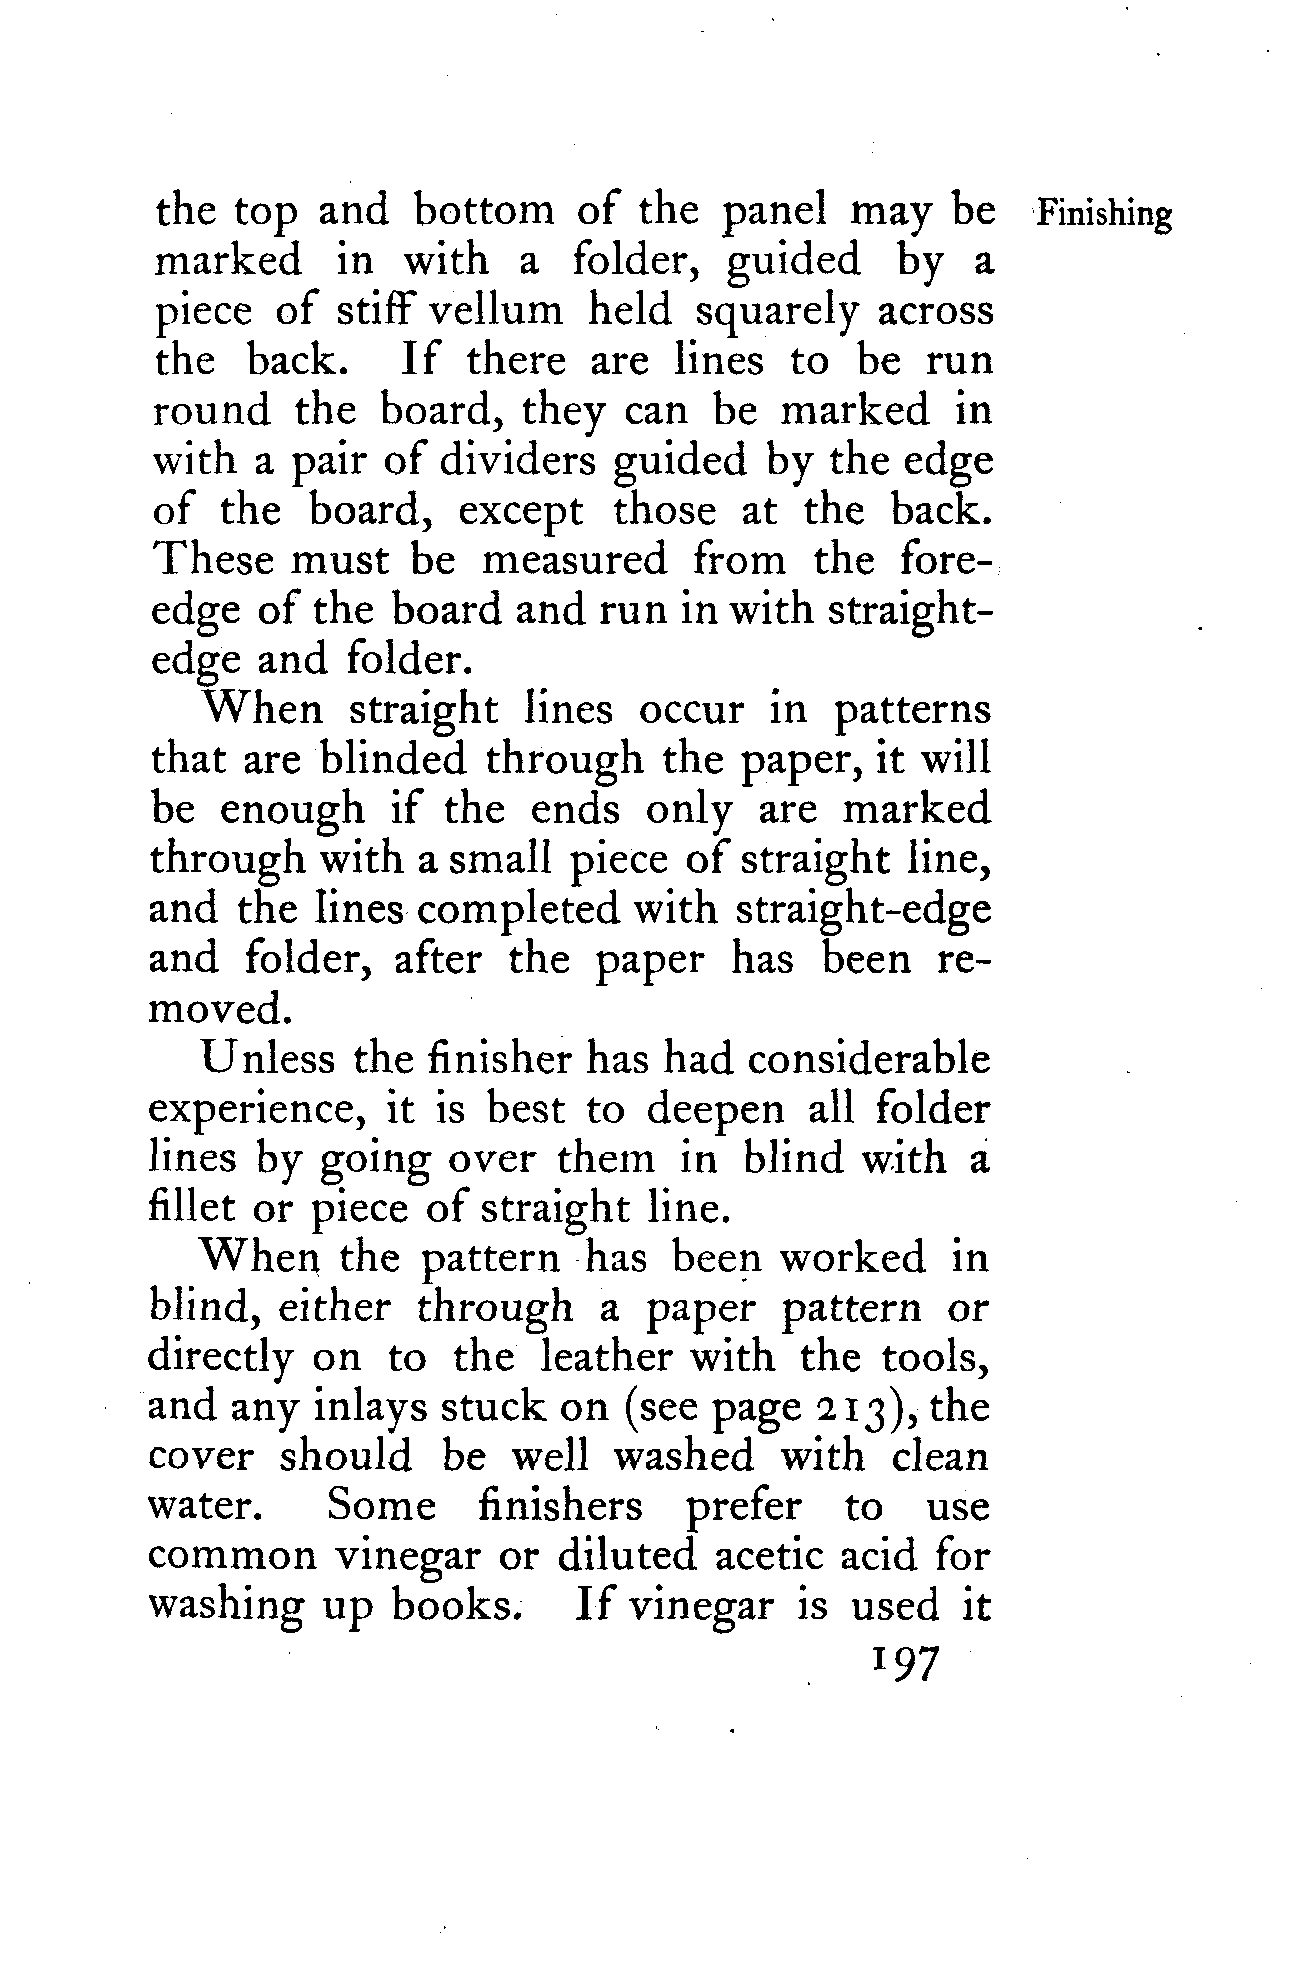 the top and bottom of the panel may be Finishing
marked in with a folder, guided by a
piece of stiff vellum held squarely across
the back. If there are lines to be run
round the board, they can be marked in
with a pair of dividers guided by the edge
of the board, except those at the back.
These must be measured from the fore-
edge of the board and run in with straight-
edge and folder.
When straight lines occur in patterns
that are blinded through the paper, it will
be enough if the ends only are marked
through with a small piece of straight line,
and the lines completed with straight-edge
and folder, after the paper has been re-
moved.
Unless the finisher has had considerable
experience, it is best to deepen all folder
lines by going over them in blind with a
fillet or piece of straight line.
When the pattern has been worked in
blind, either through a paper pattern or
directly on to the leather with the tools,
and any inlays stuck on (see page 213), the
cover should be well washed with clean
water. Some finishers prefer to use
common vinegar or diluted acetic acid for
washing up books. If vinegar is used it
197